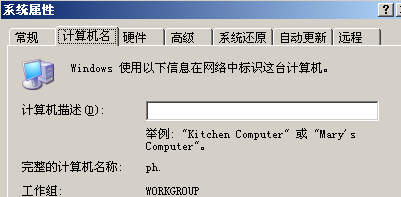 系统属性
常规 计算机名 硬件 高级 系统还原 自动更新 远程
Windows 使用以下信息在网络中标识这台计算机。
计算机描述(D):
举例: "Kitchen Computer" 或 "Mary's
Computer"。
完整的计算机名称: ph.
工作组: WORKGROUP